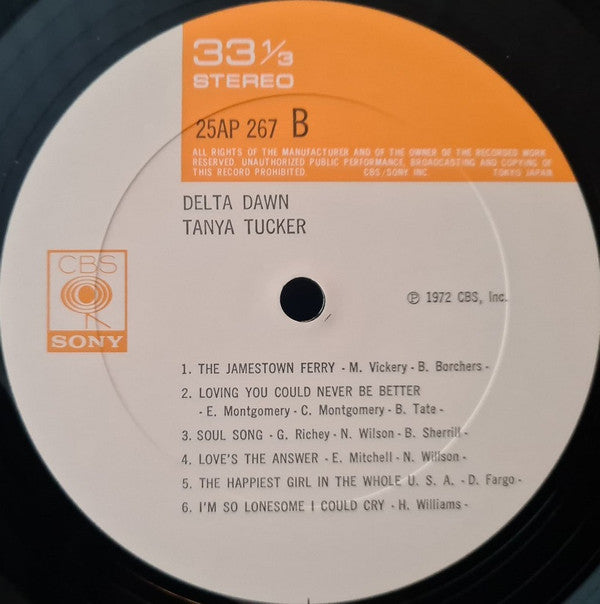 33 1/3
STEREO
25AP 267 B
ALL RIGHTS OF THE MANUFACTURER AND OF THE OWNER OF THE RECORDED WORK
RESERVED. UNAUTHORIZED PUBLIC PERFORMANCE, BROADCASTING AND COPYING OF
THIS RECORD PROHIBITED. CBS/SONY INC TOKYO JAPAN
DELTA DAWN
TANYA TUCKER
CBS
SONY
℗ 1972 CBS, Inc.
1. THE JAMESTOWN FERRY - M. Vickery - B. Borchers -
2. LOVING YOU COULD NEVER BE BETTER
- E. Montgomery - C. Montgomery - B. Tate -
3. SOUL SONG - G. Richey - N. Wilson - B. Sherrill -
4. LOVE'S THE ANSWER - E. Mitchell - N. Willson -
5. THE HAPPIEST GIRL IN THE WHOLE U. S. A. - D. Fargo -
6. I'M SO LONESOME I COULD CRY - H. Williams -